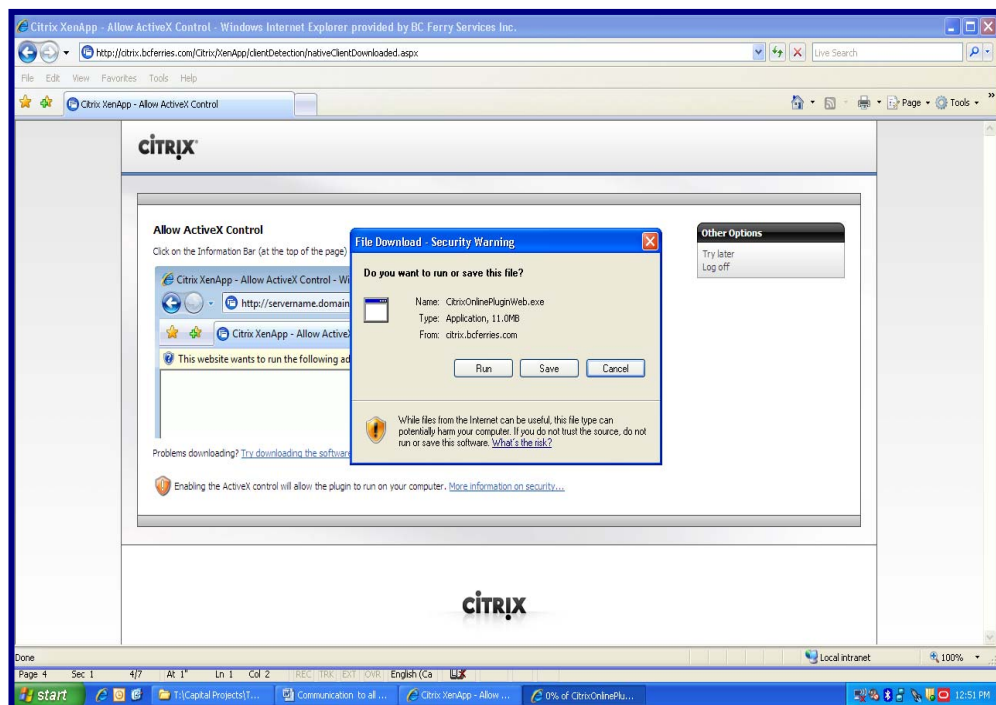 Citrix XenApp - Allow ActiveX Control - Windows Internet Explorer provided by BC Ferry Services Inc.
http://citrix.bcferries.com/Citrix/XenApp/clientDetection/nativeClientDownloaded.aspx
Live Search
File Edit View Favorites Tools Help
Citrix XenApp - Allow ActiveX Control
Page Tools
CITRIX
Allow ActiveX Control
Click on the Information Bar (at the top of the page)
Citrix XenApp - Allow ActiveX Control - Wi
http://servername.domain
Citrix XenApp - Allow Active
This website wants to run the following ad
Problems downloading? Try downloading the software
Enabling the ActiveX control will allow the plugin to run on your computer. More information on security...
File Download - Security Warning
Do you want to run or save this file?
Name: CitrixOnlinePluginWeb.exe
Type: Application, 11.0MB
From: citrix.bcferries.com
Run Save Cancel
While files from the Internet can be useful, this file type can
potentially harm your computer. If you do not trust the source, do not
run or save this software. What's the risk?
Other Options
Try later
Log off
CITRIX
Done Local intranet 100%
Page 4 Sec 1 4/7 At 1" Ln 1 Col 2 REC TRK EXT OVR English (Ca
start T:\Capital Projects\T... Communication to all ... Citrix XenApp - Allow ... 0% of CitrixOnlinePlu... 12:51 PM